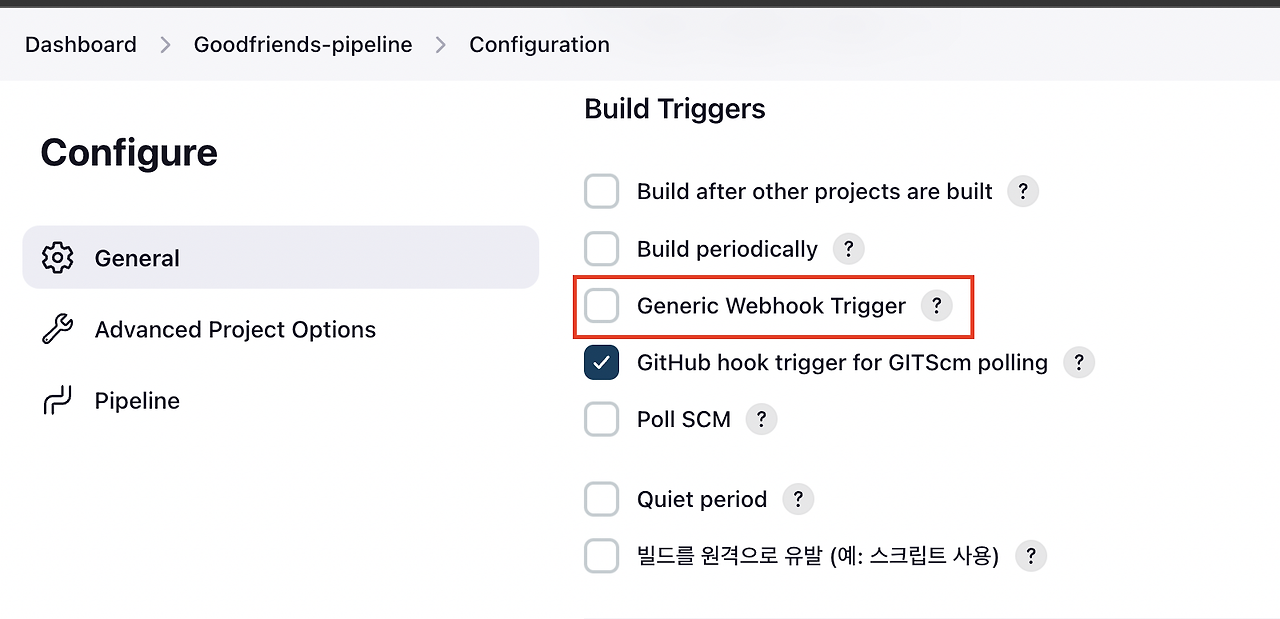 Dashboard > Goodfriends-pipeline > Configuration
Configure
General
Advanced Project Options
Pipeline
Build Triggers
Build after other projects are built ?
Build periodically ?
Generic Webhook Trigger ?
GitHub hook trigger for GITScm polling ?
Poll SCM ?
Quiet period ?
빌드를 원격으로 유발 (예: 스크립트 사용) ?